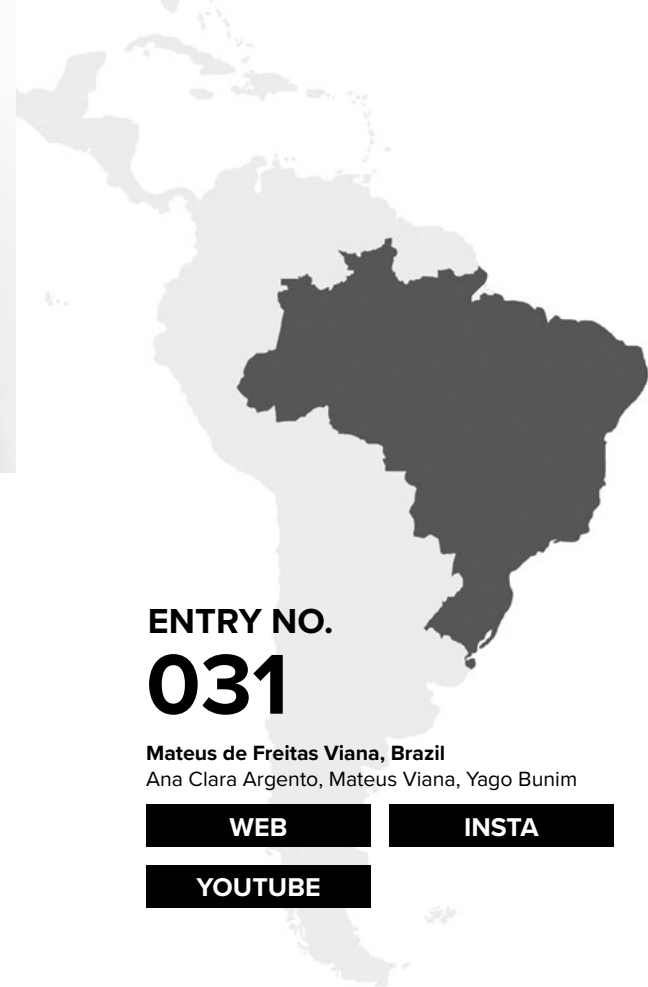 ENTRY NO.
031
Mateus de Freitas Viana, Brazil
Ana Clara Argento, Mateus Viana, Yago Bunim
WEB
INSTA
YOUTUBE